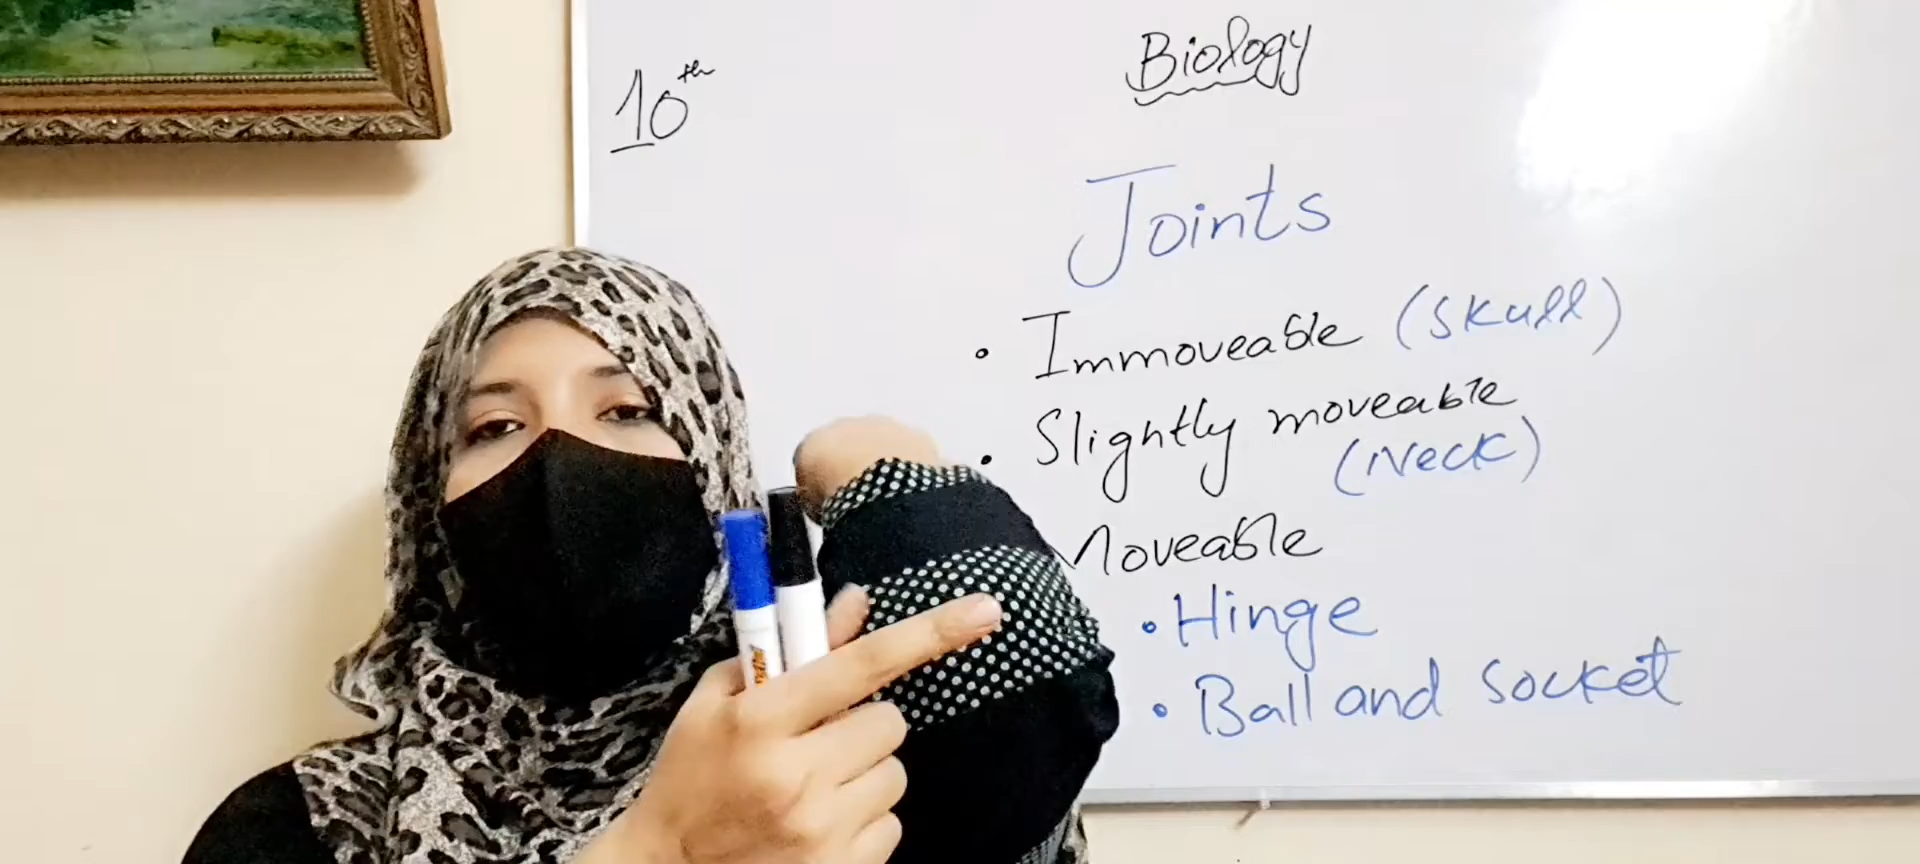 10th
Biology
Joints
• Immoveable (Skull)
• Slightly moveable
(Neck)
Moveable
• Hinge
• Ball and socket